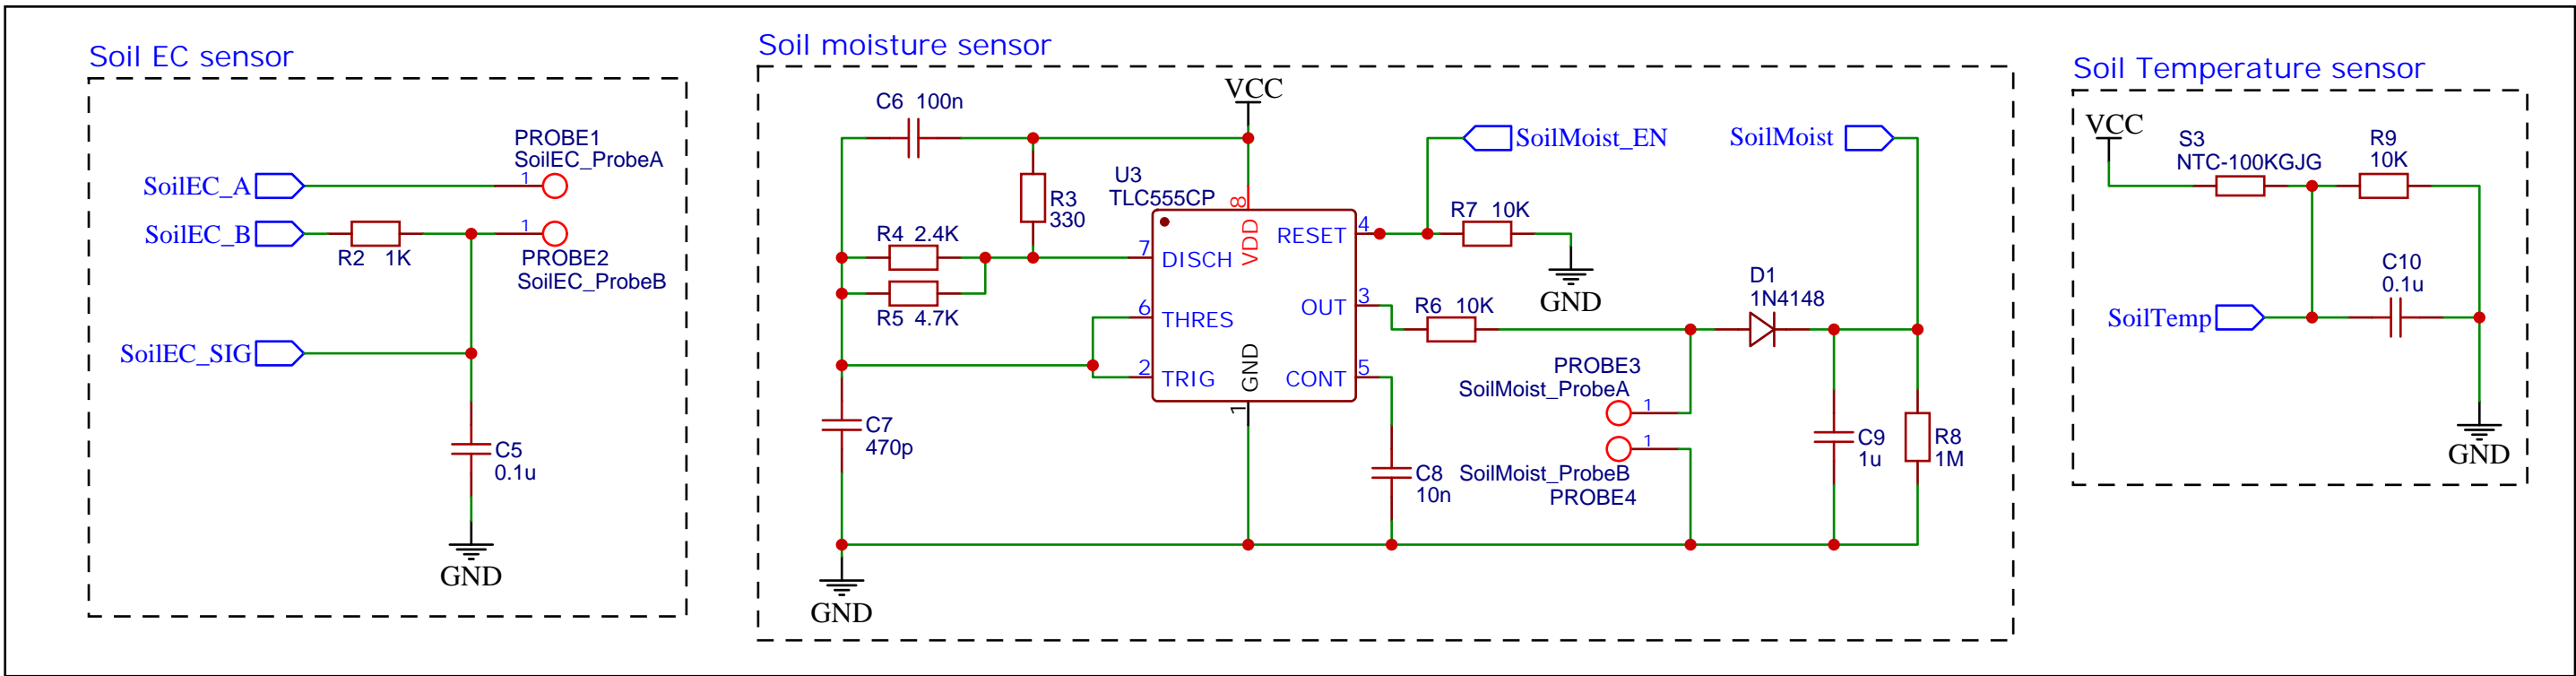 Soil EC sensor
PROBE1
SoilEC_ProbeA
SoilEC_A
1
SoilEC_B
1
R2 1K
PROBE2
SoilEC_ProbeB
SoilEC_SIG
C5
0.1u
GND
Soil moisture sensor
VCC
C6 100n
SoilMoist_EN
SoilMoist
R3
330
U3
TLC555CP
8
VDD
R4 2.4K
R5 4.7K
7
DISCH
6
THRES
2
TRIG
GND
1
RESET
4
R7 10K
GND
OUT
3
R6 10K
D1
1N4148
CONT
5
PROBE3
SoilMoist_ProbeA
1
1
SoilMoist_ProbeB
PROBE4
C7
470p
C8
10n
C9
1u
R8
1M
GND
Soil Temperature sensor
VCC
S3
NTC-100KGJG
R9
10K
C10
0.1u
SoilTemp
GND